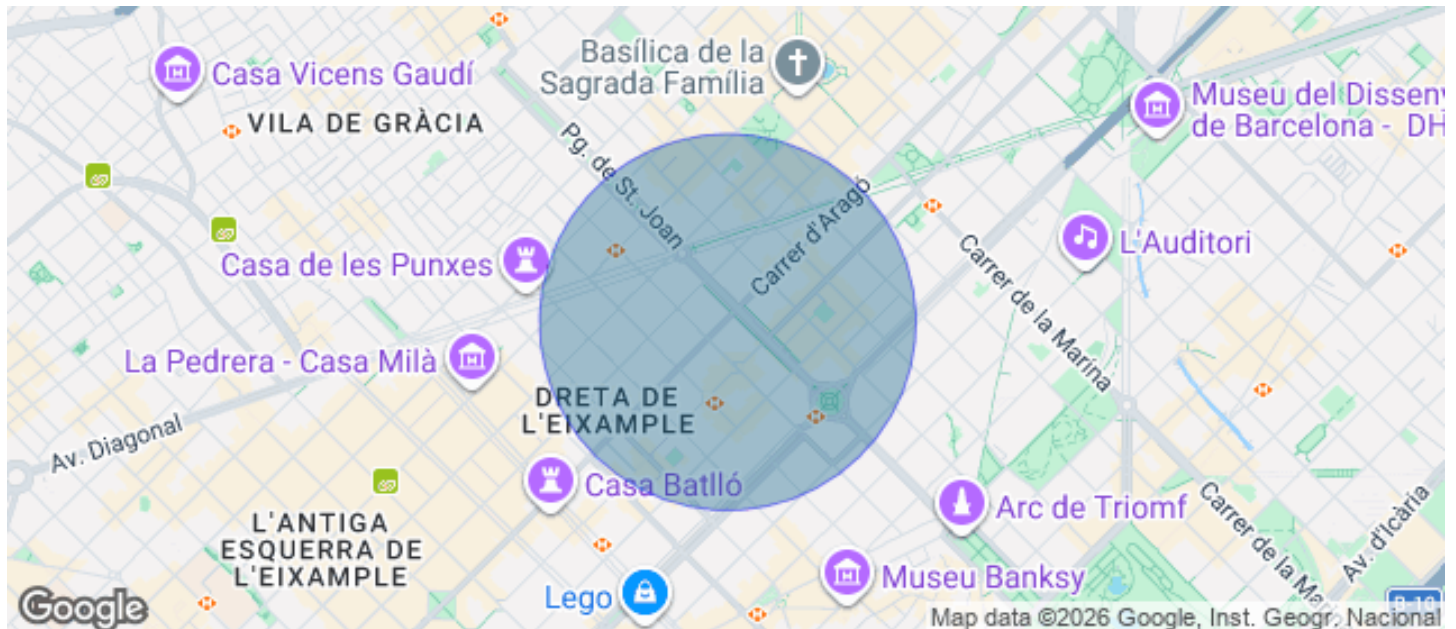 Basílica de la
Sagrada Família
Casa Vicens Gaudí
VILA DE GRÀCIA
Museu del Dissen
de Barcelona - DH
Pg. de St. Joan
Carrer d'Aragó
L'Auditori
Casa de les Punxes
Carrer de la Marina
La Pedrera - Casa Milà
DRETA DE
L'EIXAMPLE
Av. Diagonal
Casa Batlló
Arc de Triomf
L'ANTIGA
ESQUERRA DE
L'EIXAMPLE
Carrer de la Mar
Av. d'Icària
Museu Banksy
Lego
B-10
Google
Map data ©2026 Google, Inst. Geogr. Nacional